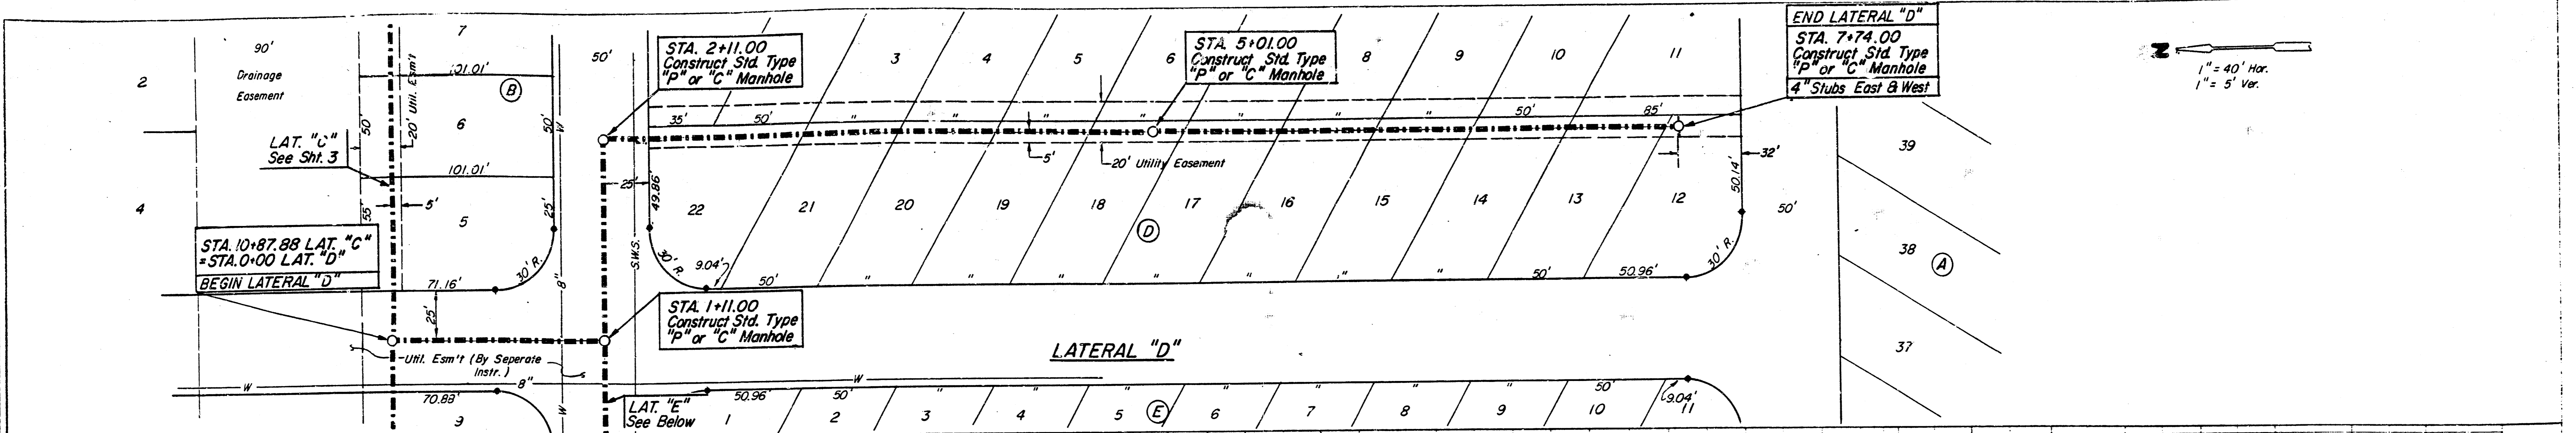 END LATERAL "D"
STA. 7+74.00
Construct Std. Type
"P" or "C" Manhole
4" Stubs East & West
STA. 2+11.00
Construct Std. Type
"P" or "C" Manhole
STA. 5+01.00
Construct Std. Type
"P" or "C" Manhole
N
1" = 40' Hor.
1" = 5' Ver.
2
90'
Drainage
Easement
7
101.01'
20' Util. Esm't
B
50'
3
4
5
6
8
9
10
11
50'
6
50'
W
35'
50'
"
"
"
"
"
"
"
50'
85'
LAT. "C"
See Sht. 3
101.01'
5'
20' Utility Easement
32'
39
4
55'
5'
5
25'
25'
49.86'
22
21
20
19
18
17
16
15
14
13
12
50.14'
50'
D
38
A
STA. 10+87.88 LAT. "C"
=STA. 0+00 LAT. "D"
BEGIN LATERAL "D"
71.16'
30' R.
8"
S.W.S.
30' R.
9.04'
50'
"
"
"
"
"
"
"
50'
50.96'
30' R.
25'
STA. 1+11.00
Construct Std. Type
"P" or "C" Manhole
Util. Esm't (By Seperate
Instr.)
LATERAL "D"
37
W
8"
W
70.89'
W
50.96'
50'
"
"
"
"
"
"
"
50'
9.04'
LAT. "E"
See Below
9
1
2
3
4
5
E
6
7
8
9
10
11